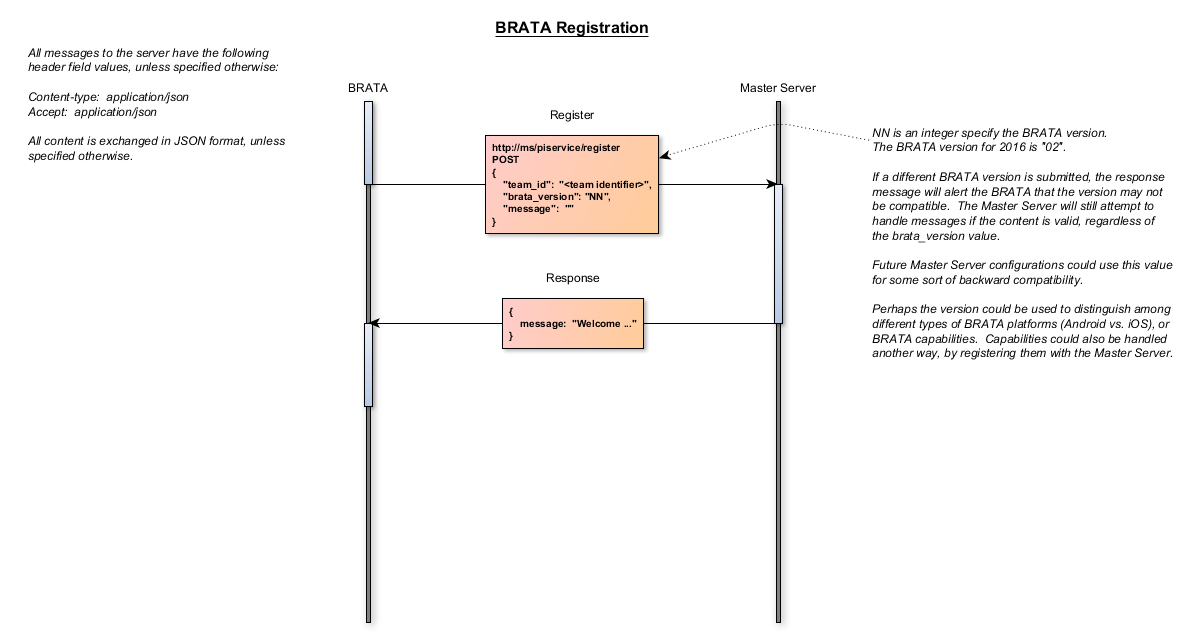 BRATA Registration
All messages to the server have the following
header field values, unless specified otherwise:
Content-type:  application/json
Accept:  application/json
All content is exchanged in JSON format, unless
specified otherwise.
BRATA
Master Server
Register
http://ms/piservice/register
POST
{
"team_id":  "<team identifier>",
"brata_version": "NN",
"message":  ""
}
NN is an integer specify the BRATA version.
The BRATA version for 2016 is "02".
If a different BRATA version is submitted, the response
message will alert the BRATA that the version may not
be compatible.  The Master Server will still attempt to
handle messages if the content is valid, regardless of
the brata_version value.
Future Master Server configurations could use this value
for some sort of backward compatibility.
Perhaps the version could be used to distinguish among
different types of BRATA platforms (Android vs. iOS), or
BRATA capabilities.  Capabilities could also be handled
another way, by registering them with the Master Server.
Response
{
message:  "Welcome ..."
}